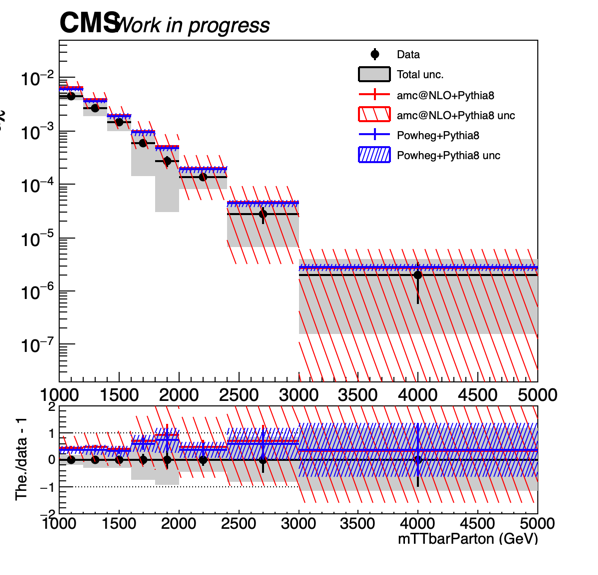 CMS Work in progress
Data
Total unc.
amc@NLO+Pythia8
amc@NLO+Pythia8 unc
Powheg+Pythia8
Powheg+Pythia8 unc
10⁻²
10⁻³
10⁻⁴
10⁻⁵
10⁻⁶
10⁻⁷
1000 1500 2000 2500 3000 3500 4000 4500 5000
The./data - 1
2
1
0
−1
−2
1000 1500 2000 2500 3000 3500 4000 4500 5000
mTTbarParton (GeV)